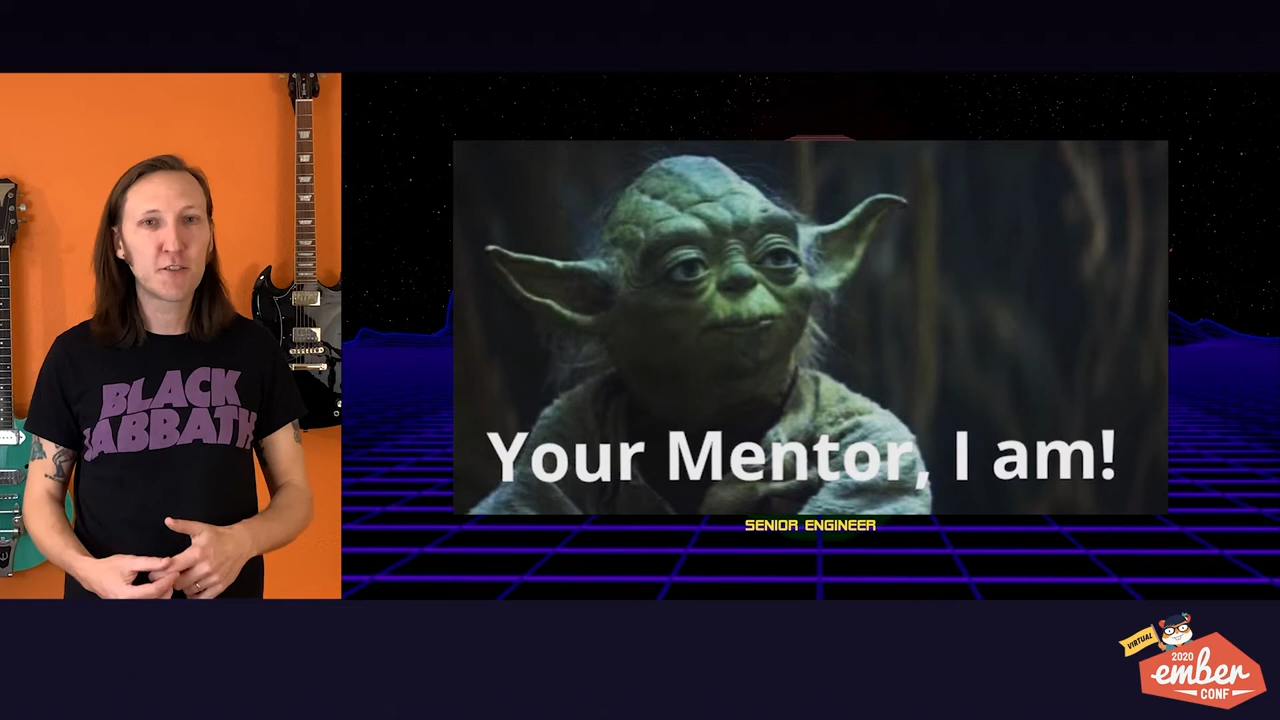 BLACK
SABBATH
Your Mentor, I am!
SENIOR ENGINEER
VIRTUAL
2020
ember
CONF